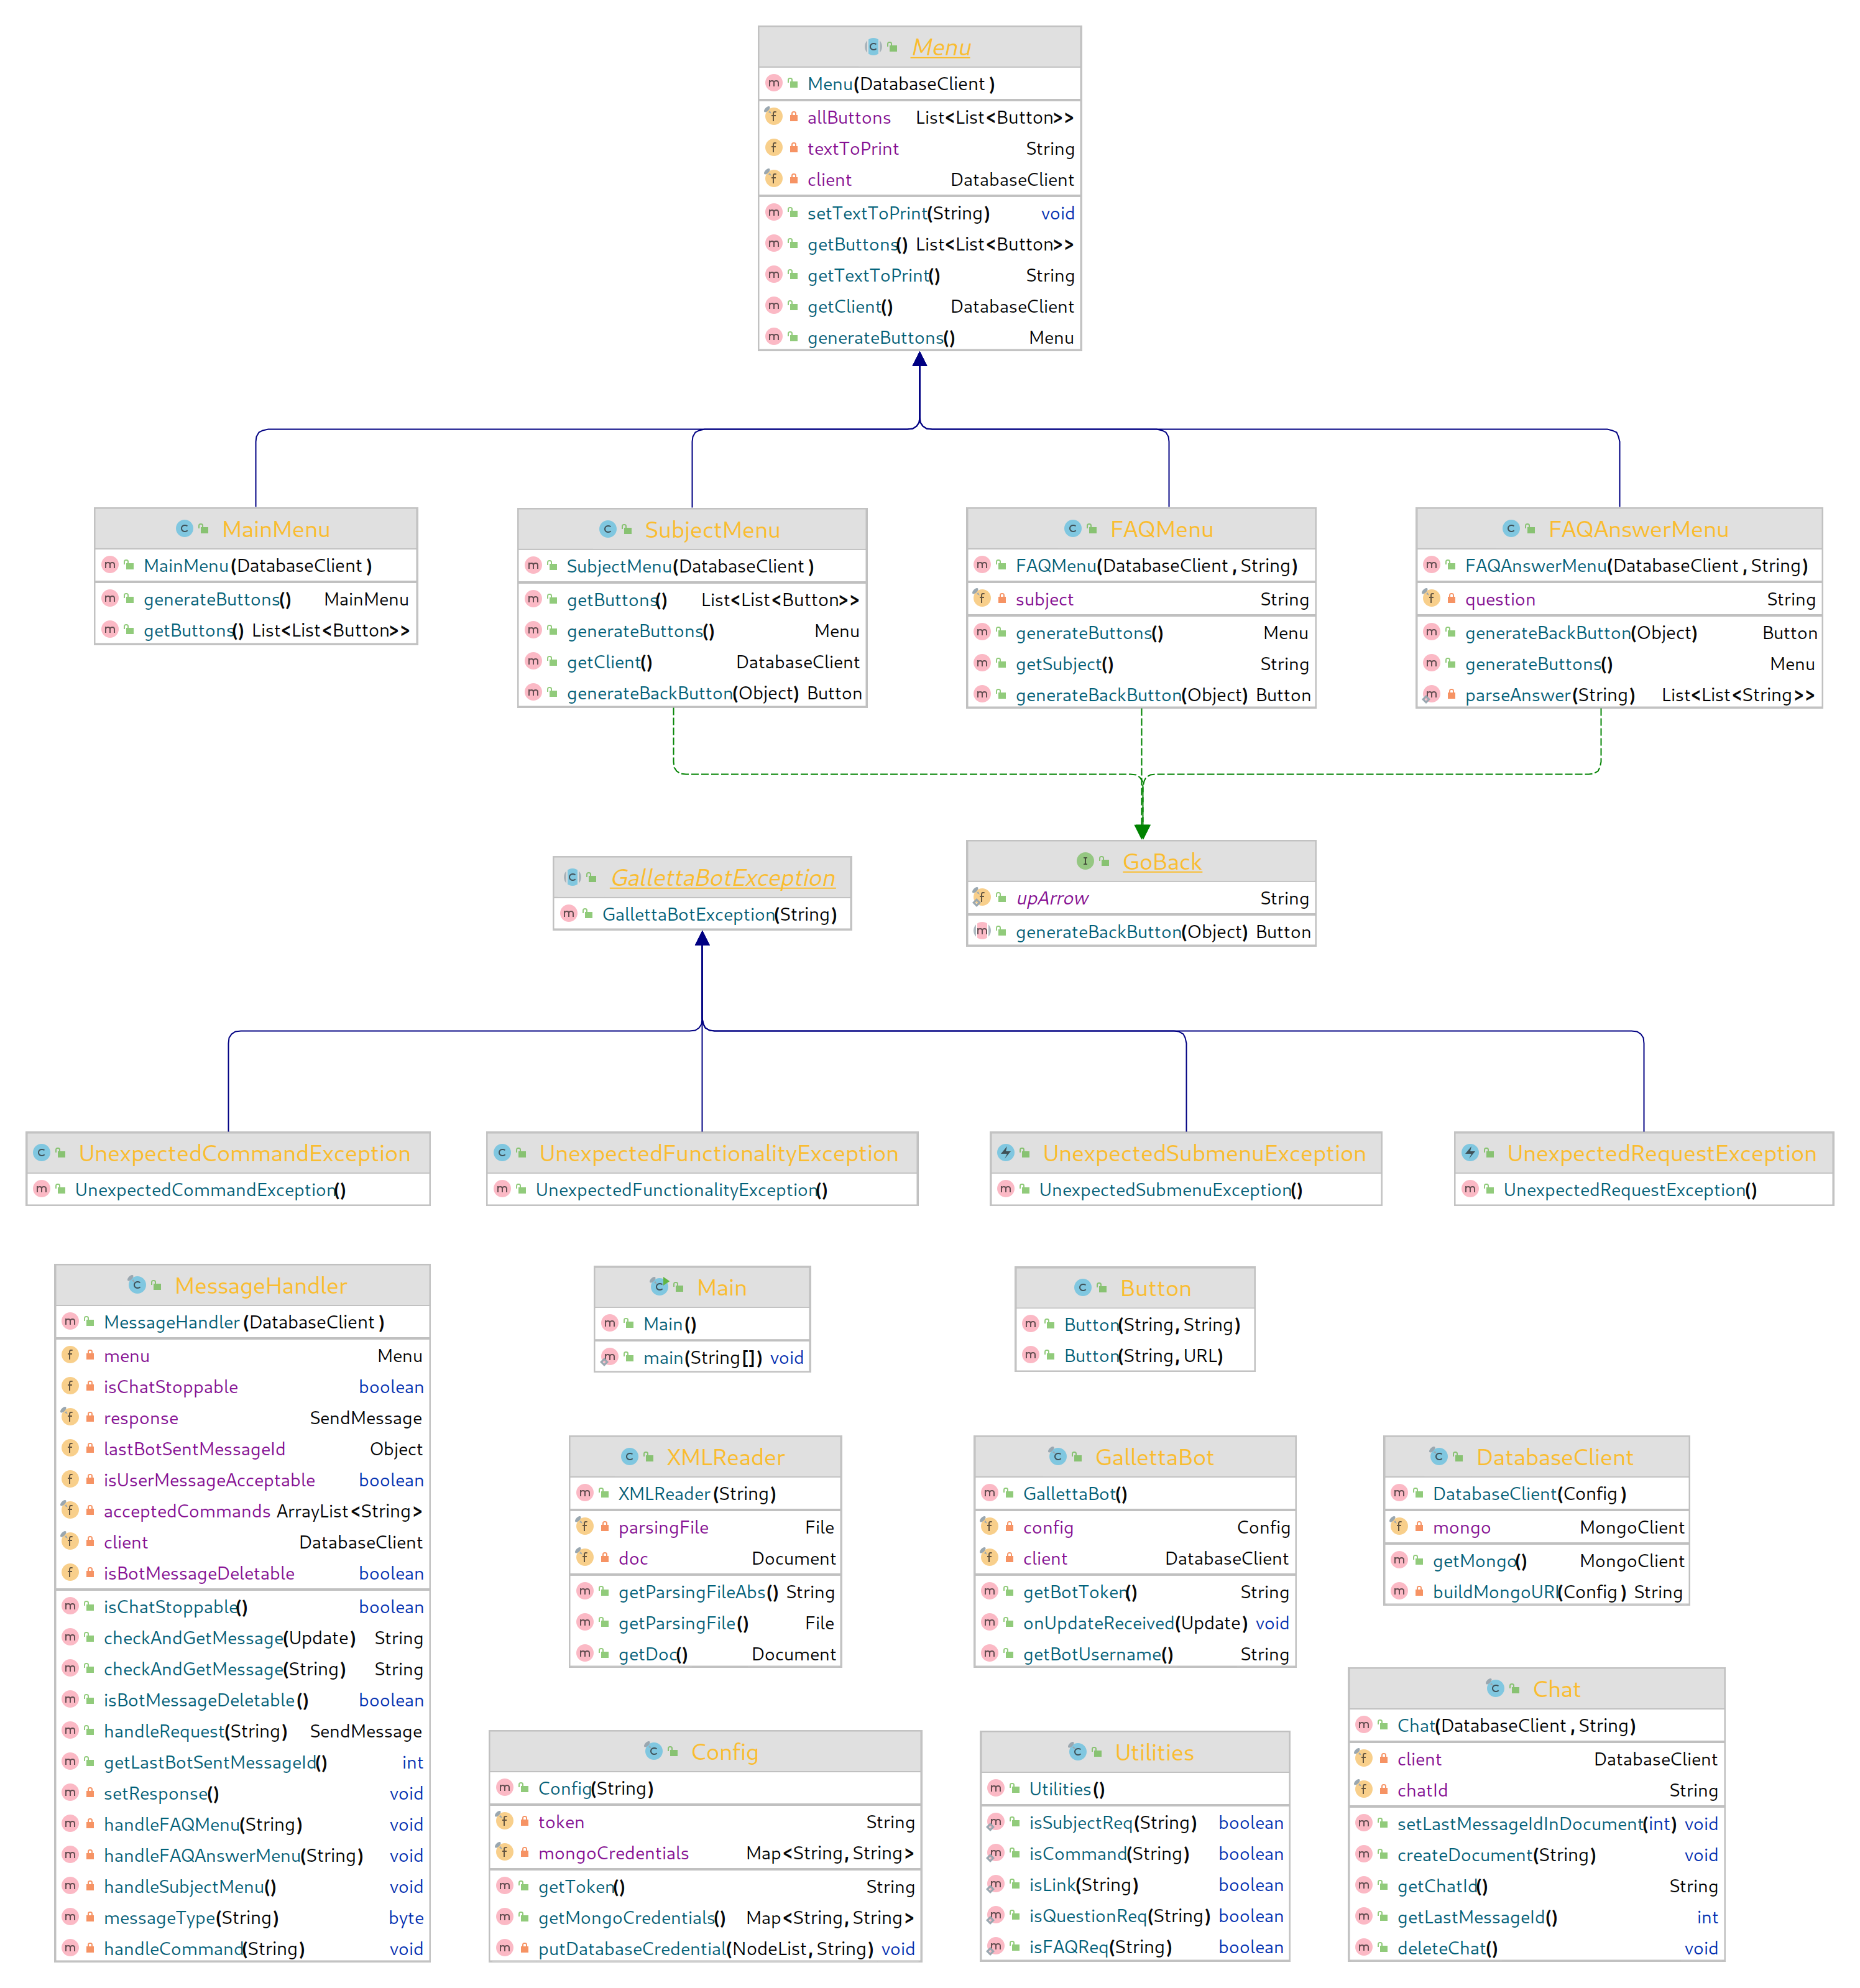 Menu
Menu(DatabaseClient)
allButtons List<List<Button>>
textToPrint String
client DatabaseClient
setTextToPrint(String) void
getButtons() List<List<Button>>
getTextToPrint() String
getClient() DatabaseClient
generateButtons() Menu
MainMenu
MainMenu(DatabaseClient)
generateButtons() MainMenu
getButtons() List<List<Button>>
SubjectMenu
SubjectMenu(DatabaseClient)
getButtons() List<List<Button>>
generateButtons() Menu
getClient() DatabaseClient
generateBackButton(Object) Button
FAQMenu
FAQMenu(DatabaseClient, String)
subject String
generateButtons() Menu
getSubject() String
generateBackButton(Object) Button
FAQAnswerMenu
FAQAnswerMenu(DatabaseClient, String)
question String
generateBackButton(Object) Button
generateButtons() Menu
parseAnswer(String) List<List<String>>
GallettaBotException
GallettaBotException(String)
GoBack
upArrow String
generateBackButton(Object) Button
UnexpectedCommandException
UnexpectedCommandException()
UnexpectedFunctionalityException
UnexpectedFunctionalityException()
UnexpectedSubmenuException
UnexpectedSubmenuException()
UnexpectedRequestException
UnexpectedRequestException()
MessageHandler
MessageHandler(DatabaseClient)
menu Menu
isChatStoppable boolean
response SendMessage
lastBotSentMessageId Object
isUserMessageAcceptable boolean
acceptedCommands ArrayList<String>
client DatabaseClient
isBotMessageDeletable boolean
isChatStoppable() boolean
checkAndGetMessage(Update) String
checkAndGetMessage(String) String
isBotMessageDeletable() boolean
handleRequest(String) SendMessage
getLastBotSentMessageId() int
setResponse() void
handleFAQMenu(String) void
handleFAQAnswerMenu(String) void
handleSubjectMenu() void
messageType(String) byte
handleCommand(String) void
Main
Main()
main(String[]) void
Button
Button(String, String)
Button(String, URL)
XMLReader
XMLReader(String)
parsingFile File
doc Document
getParsingFileAbs() String
getParsingFile() File
getDoc() Document
GallettaBot
GallettaBot()
config Config
client DatabaseClient
getBotToken() String
onUpdateReceived(Update) void
getBotUsername() String
DatabaseClient
DatabaseClient(Config)
mongo MongoClient
getMongo() MongoClient
buildMongoURI(Config) String
Config
Config(String)
token String
mongoCredentials Map<String, String>
getToken() String
getMongoCredentials() Map<String, String>
putDatabaseCredential(NodeList, String) void
Utilities
Utilities()
isSubjectReq(String) boolean
isCommand(String) boolean
isLink(String) boolean
isQuestionReq(String) boolean
isFAQReq(String) boolean
Chat
Chat(DatabaseClient, String)
client DatabaseClient
chatId String
setLastMessageIdInDocument(int) void
createDocument(String) void
getChatId() String
getLastMessageId() int
deleteChat() void